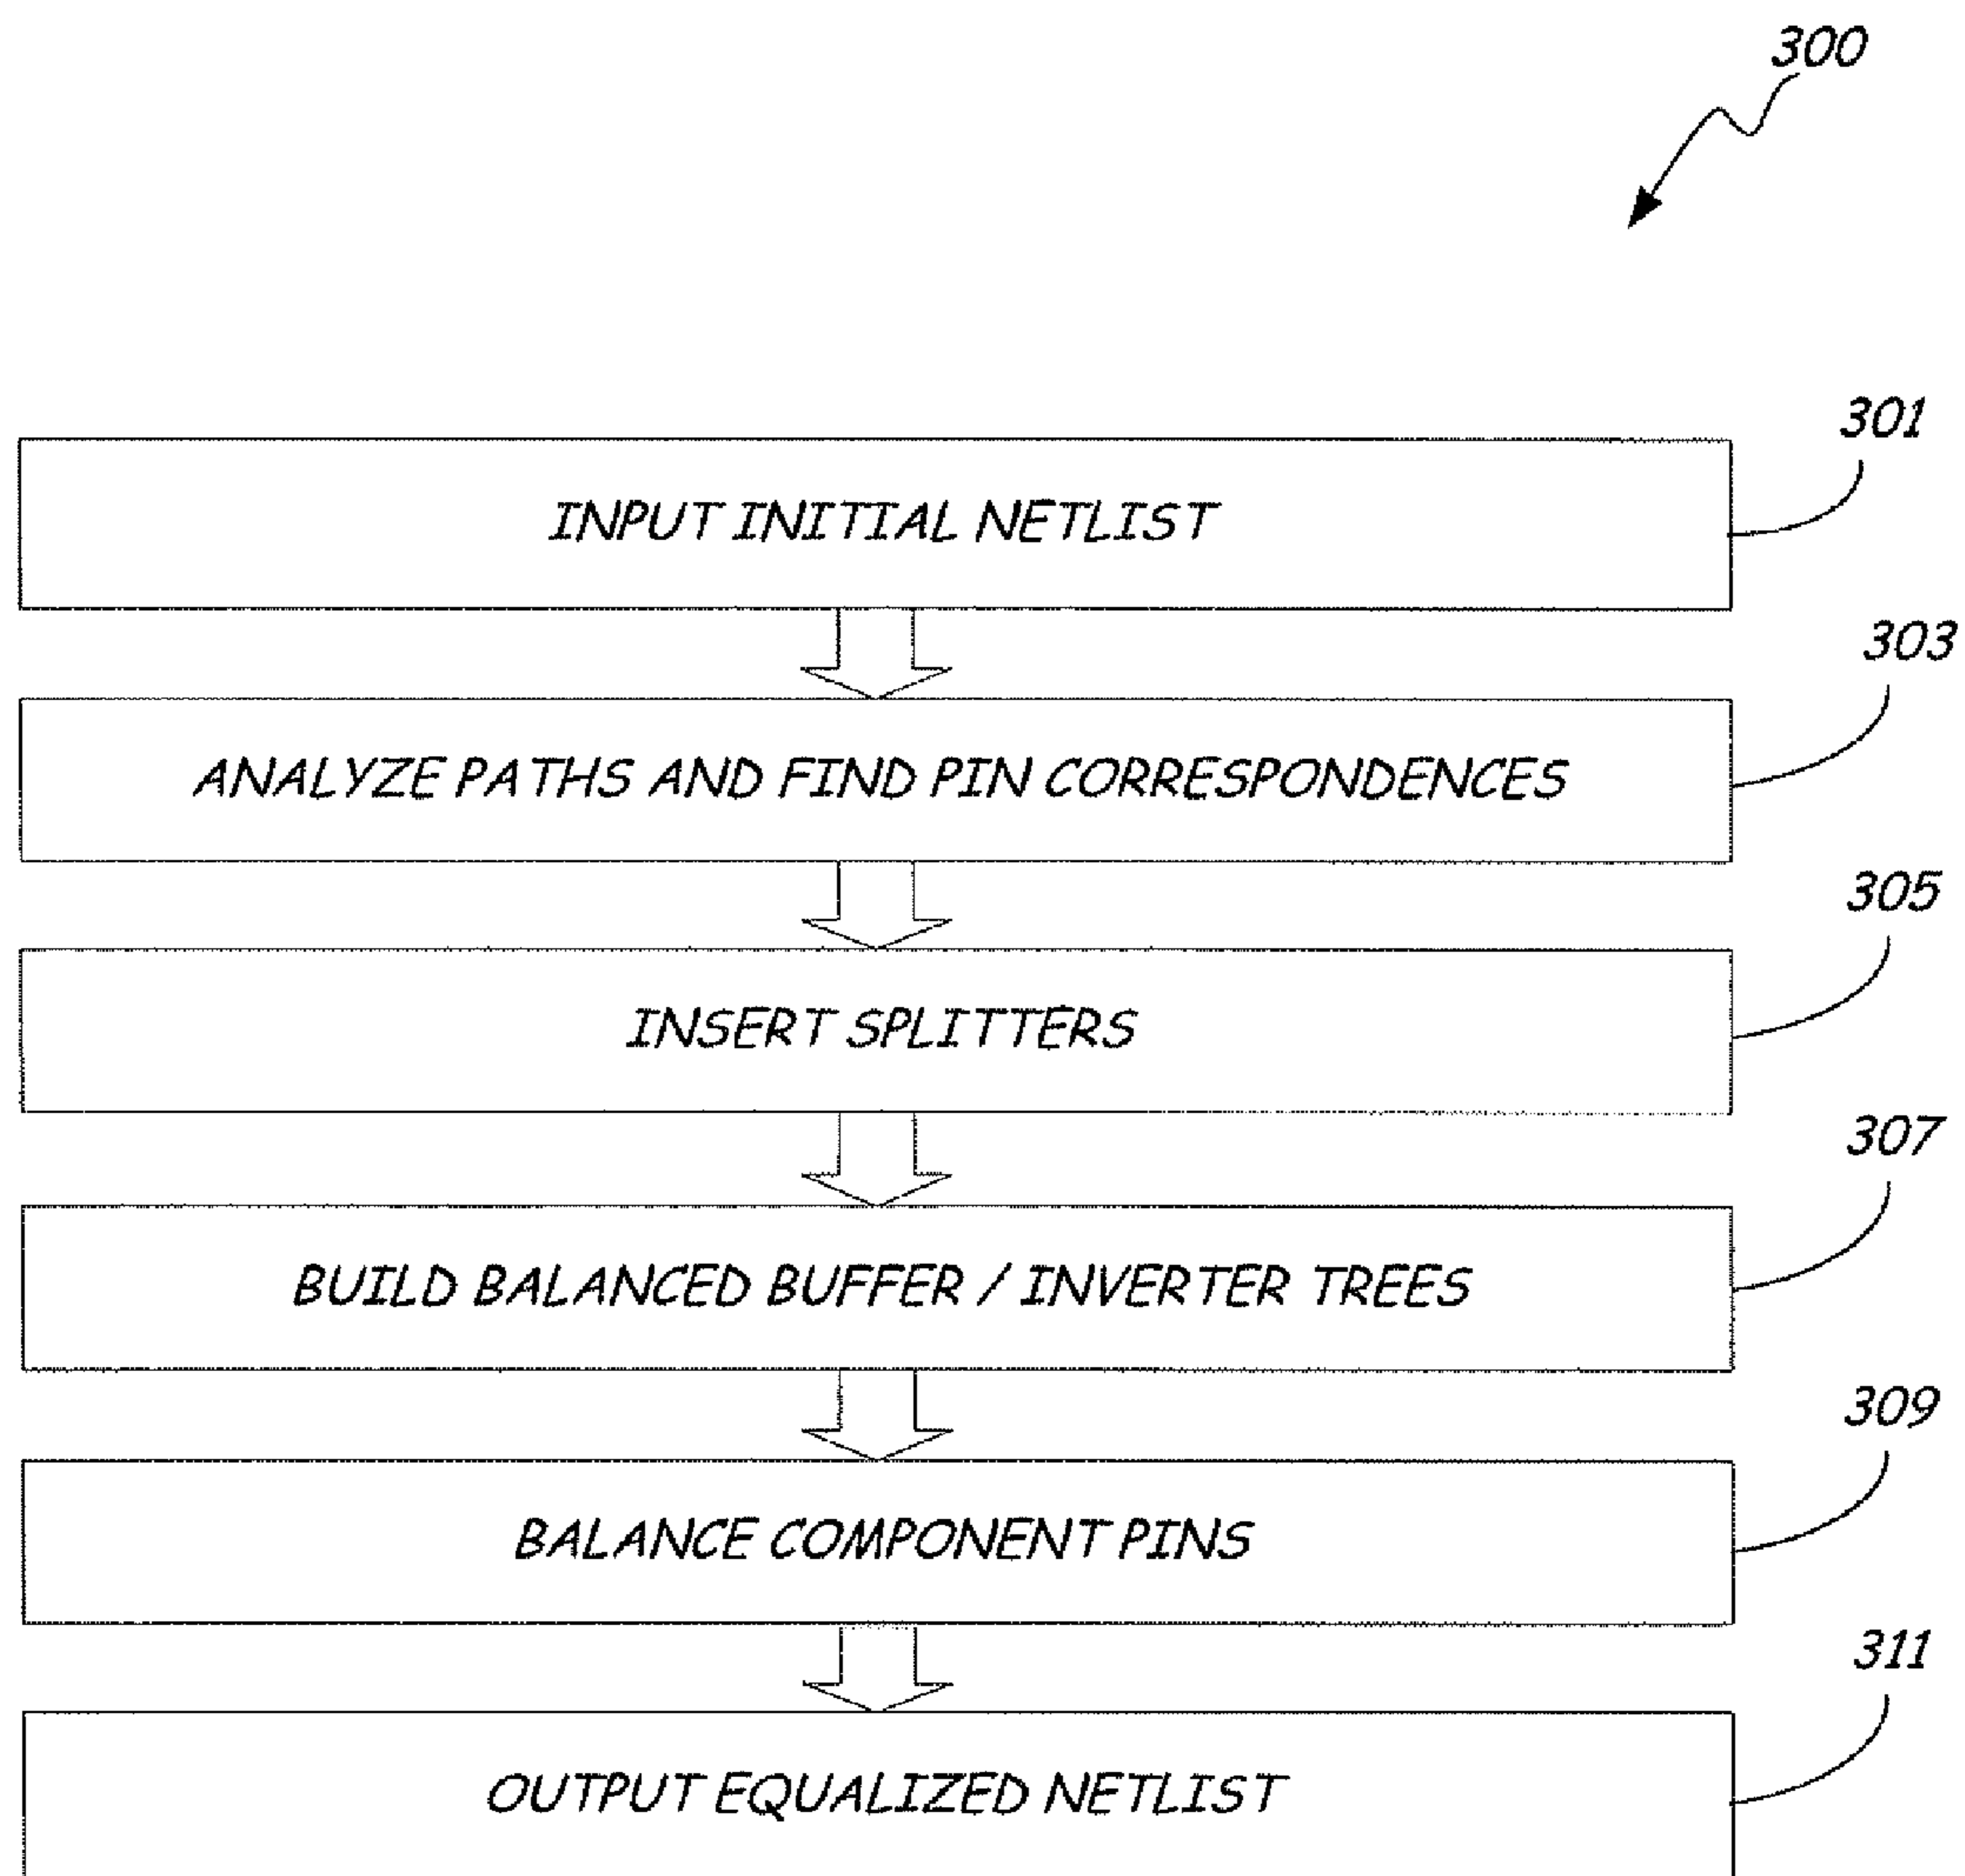 300
301
INPUT INITIAL NETLIST
303
ANALYZE PATHS AND FIND PIN CORRESPONDENCES
305
INSERT SPLITTERS
307
BUILD BALANCED BUFFER / INVERTER TREES
309
BALANCE COMPONENT PINS
311
OUTPUT EQUALIZED NETLIST